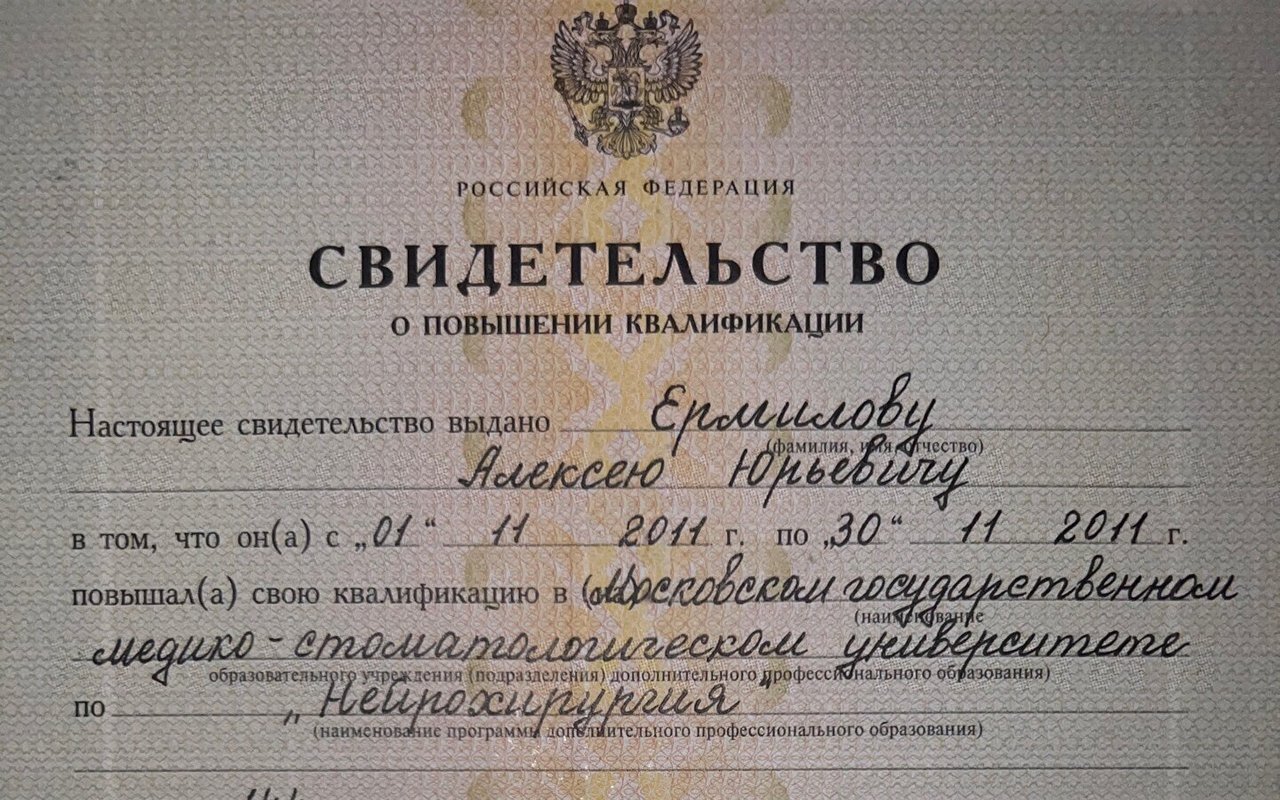 РОССИЙСКАЯ ФЕДЕРАЦИЯ
СВИДЕТЕЛЬСТВО
О ПОВЫШЕНИИ КВАЛИФИКАЦИИ
Настоящее свидетельство выдано Ермилову
(фамилия, имя, отчество)
Алексею Юрьевичу
в том, что он(а) с „01“ 11 2011 г. по „30“ 11 2011 г.
повышал(а) свою квалификацию в (на) Московском государственном
(наименование
медико-стоматологическом университете
образовательного учреждения (подразделения) дополнительного профессионального образования)
по „Нейрохирургия“
(наименование программы дополнительного профессионального образования)